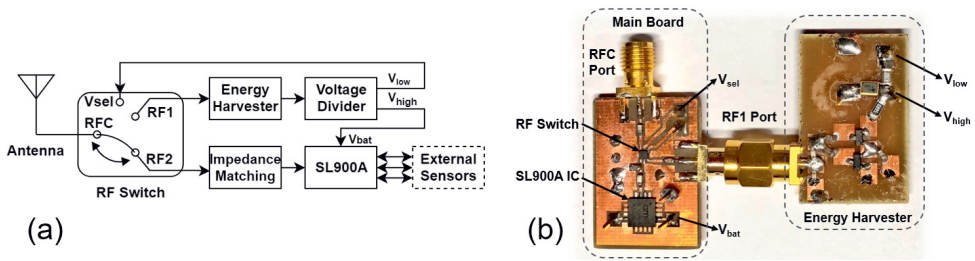 Antenna
Vsel
RFC
RF1
RF2
RF Switch
Energy
Harvester
Voltage
Divider
Vlow
Vhigh
Vbat
Impedance
Matching
SL900A
External
Sensors
(a)
Main Board
RFC
Port
Vsel
RF Switch
RF1 Port
SL900A IC
Vbat
Vlow
Vhigh
Energy Harvester
(b)